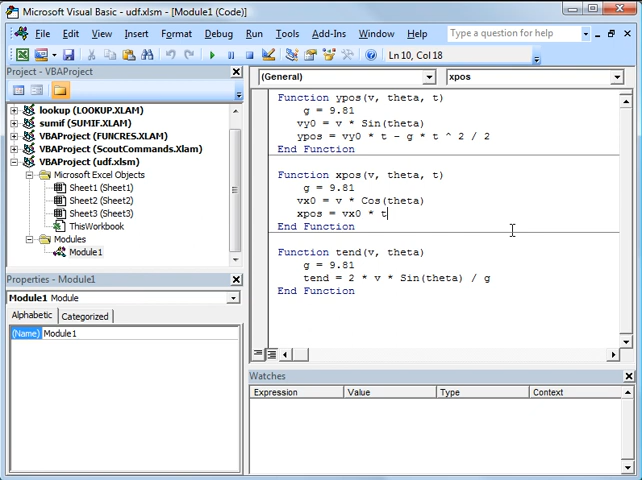 Microsoft Visual Basic - udf.xlsm - [Module1 (Code)]
File Edit View Insert Format Debug Run Tools Add-Ins Window Help
Type a question for help
Ln 10, Col 18
Project - VBAProject
lookup (LOOKUP.XLAM)
sumif (SUMIF.XLAM)
VBAProject (FUNCRES.XLAM)
VBAProject (ScoutCommands.Xlam)
VBAProject (udf.xlsm)
Microsoft Excel Objects
Sheet1 (Sheet1)
Sheet2 (Sheet2)
Sheet3 (Sheet3)
ThisWorkbook
Modules
Module1
Properties - Module1
Module1 Module
Alphabetic Categorized
(Name) Module1
(General) xpos
Function ypos(v, theta, t)
g = 9.81
vy0 = v * Sin(theta)
ypos = vy0 * t - g * t ^ 2 / 2
End Function
Function xpos(v, theta, t)
g = 9.81
vx0 = v * Cos(theta)
xpos = vx0 * t
End Function
Function tend(v, theta)
g = 9.81
tend = 2 * v * Sin(theta) / g
End Function
Watches
Expression Value Type Context